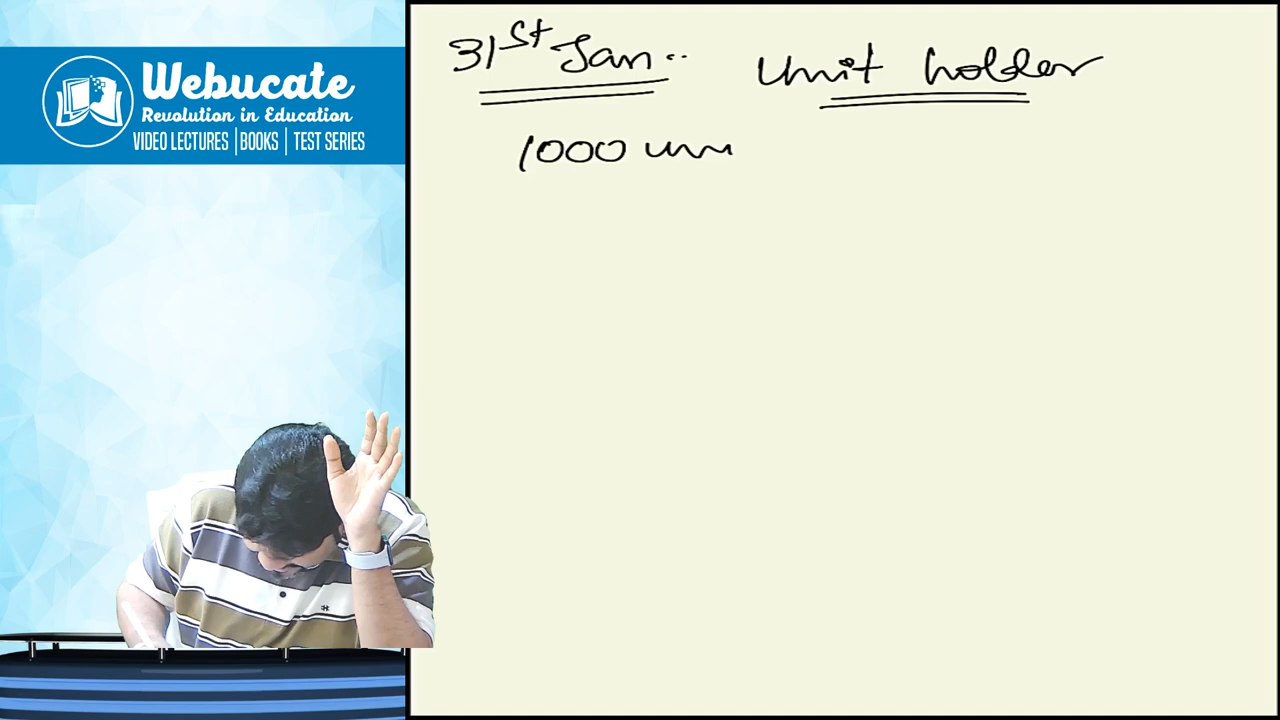 Webucate
Revolution in Education
VIDEO LECTURES | BOOKS | TEST SERIES
31st Jan..
Unit holder
1000